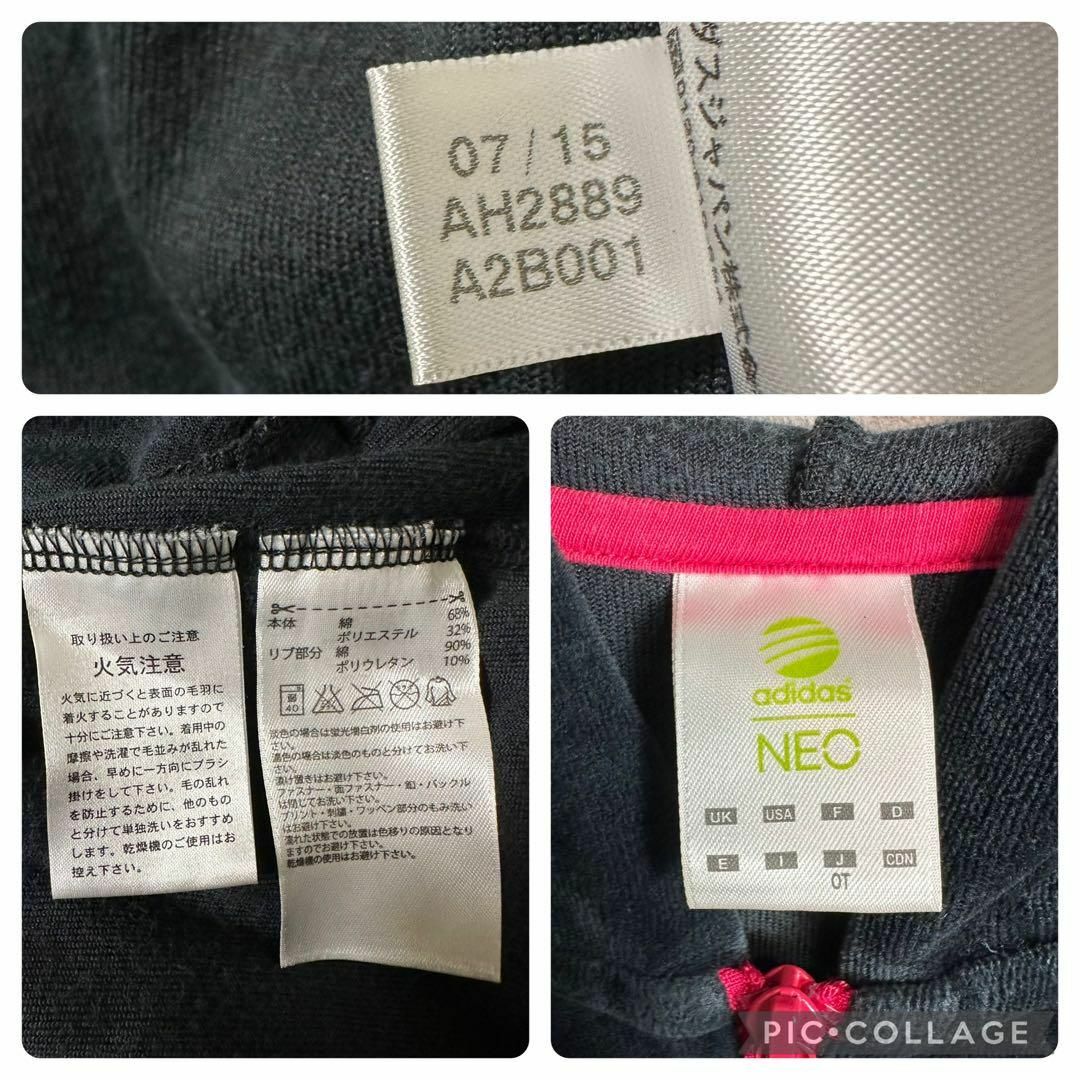 07/15
AH2889
A2B001
ダスジャパン株式会
取り扱い上のご注意
火気注意
火気に近づくと表面の毛羽に
着火することがありますので
十分にご注意下さい。着用中の
摩擦や洗濯で毛並みが乱れた
場合、早めに一方向にブラシ
掛けをして下さい。毛の乱れ
を防止するために、他のもの
と分けて単独洗いをおすすめ
します。乾燥機のご使用はお
控え下さい。
本体 綿 68%
ポリエステル 32%
リブ部分 綿 90%
ポリウレタン 10%
弱
40
淡色の場合は蛍光増白剤の使用はお避け下
さい。
濃色の場合は淡色のものと分けてお洗い下
さい。
漬け置きはお避け下さい。
ファスナー・面ファスナー・釦・バックル
は閉じてお洗い下さい。
プリント・刺繍・ワッペン部分のもみ洗い
はお避け下さい。
濡れた状態での放置は色移りの原因となり
ますのでお避け下さい。
乾燥機の使用はお避け下さい。
adidas
NEO
UK USA F D
E I J CDN
OT
PIC•COLLAGE